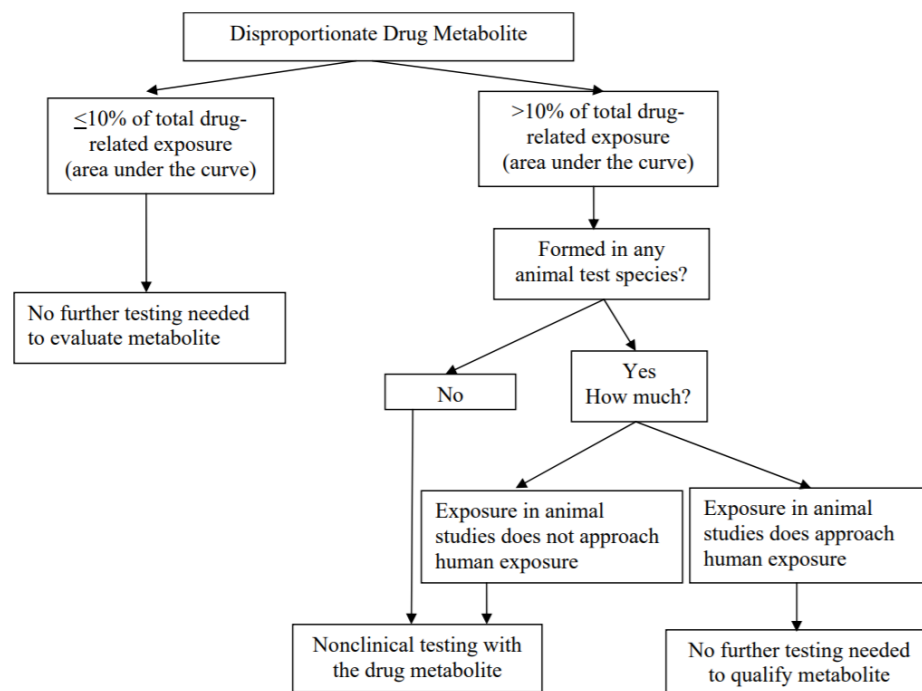 Disproportionate Drug Metabolite
≤10% of total drug-
related exposure
(area under the curve)
>10% of total drug-
related exposure
(area under the curve)
Formed in any
animal test species?
No further testing needed
to evaluate metabolite
No
Yes
How much?
Exposure in animal
studies does not approach
human exposure
Exposure in animal
studies does approach
human exposure
Nonclinical testing with
the drug metabolite
No further testing needed
to qualify metabolite